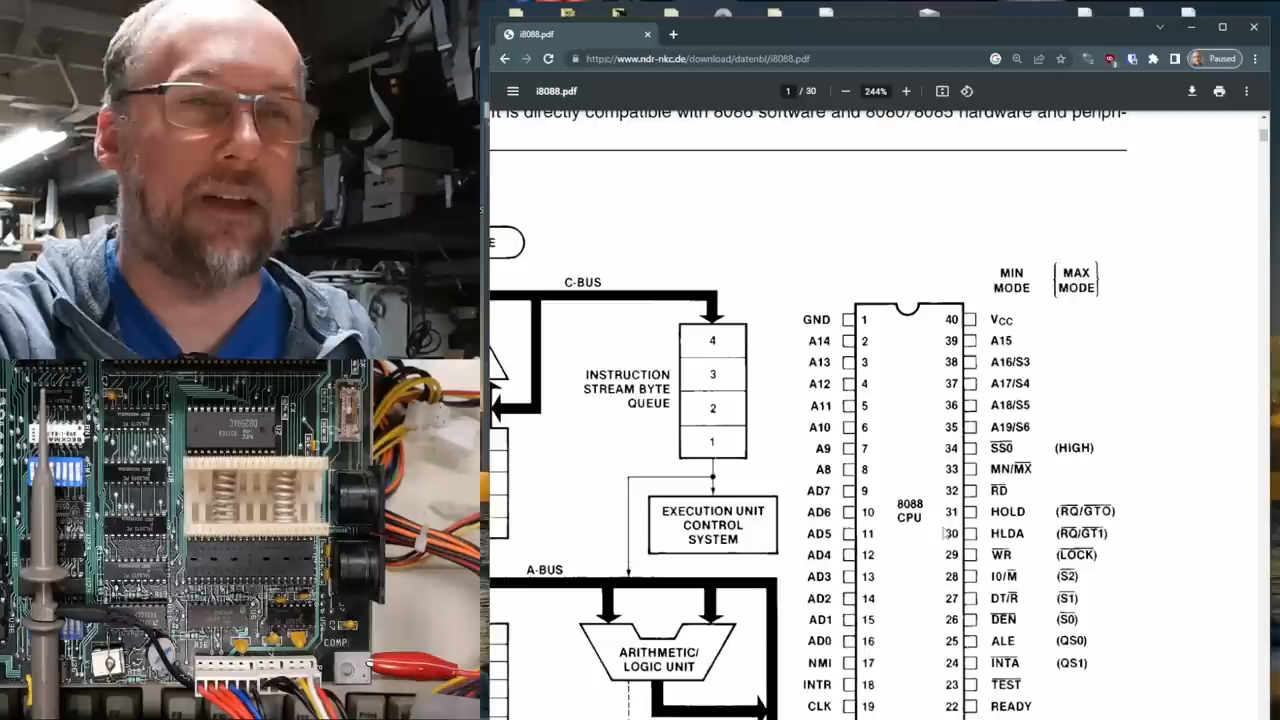 i8088.pdf
https://www.ndr-nkc.de/download/datenbl/i8088.pdf
Paused
i8088.pdf
1 / 30
244%
it is directly compatible with 8086 software and 8080/8085 hardware and periph-
E
C-BUS
4
3
2
1
INSTRUCTION
STREAM BYTE
QUEUE
EXECUTION UNIT
CONTROL
SYSTEM
A-BUS
ARITHMETIC/
LOGIC UNIT
MIN
MODE
MAX
MODE
8088
CPU
GND 1 40 VCC
A14 2 39 A15
A13 3 38 A16/S3
A12 4 37 A17/S4
A11 5 36 A18/S5
A10 6 35 A19/S6
A9 7 34 SS0 (HIGH)
A8 8 33 MN/MX
AD7 9 32 RD
AD6 10 31 HOLD (RQ/GT0)
AD5 11 30 HLDA (RQ/GT1)
AD4 12 29 WR (LOCK)
AD3 13 28 IO/M (S2)
AD2 14 27 DT/R (S1)
AD1 15 26 DEN (S0)
AD0 16 25 ALE (QS0)
NMI 17 24 INTA (QS1)
INTR 18 23 TEST
CLK 19 22 READY
COMP